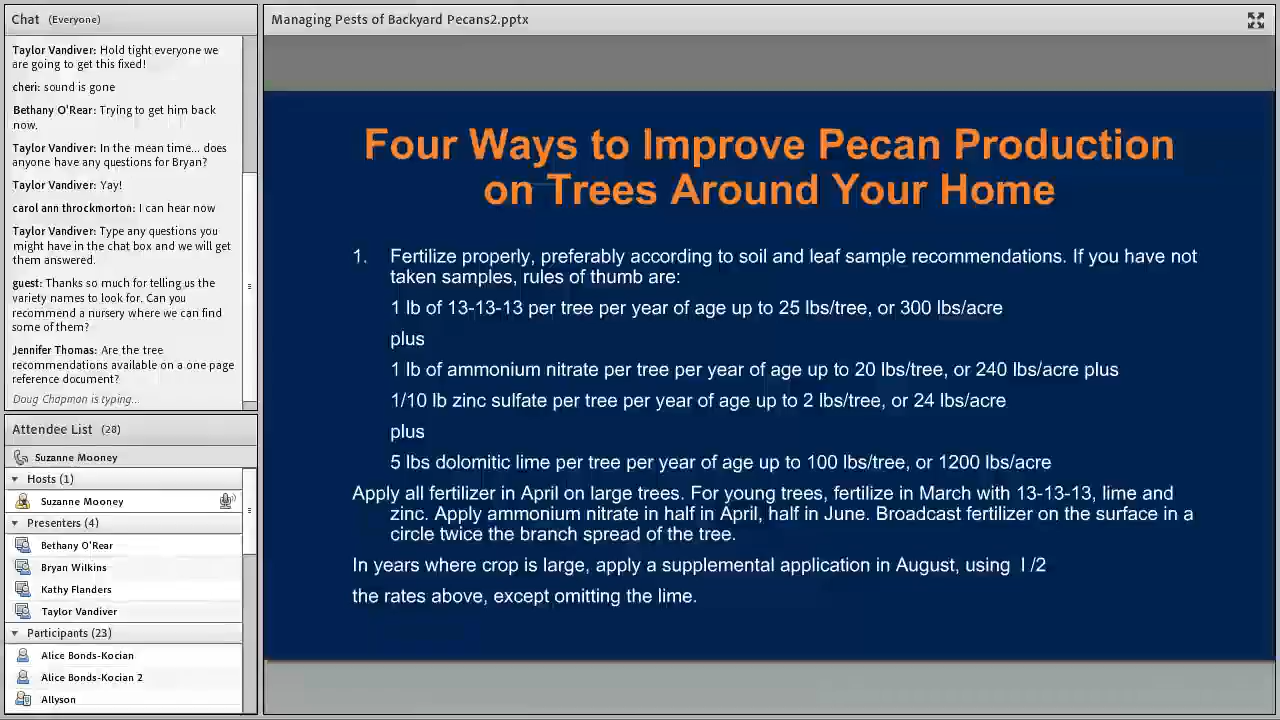 Chat (Everyone)
Taylor Vandiver: Hold tight everyone we
are going to get this fixed!
cheri: sound is gone
Bethany O'Rear: Trying to get him back
now.
Taylor Vandiver: In the mean time... does
anyone have any questions for Bryan?
Taylor Vandiver: Yay!
carol ann throckmorton: I can hear now
Taylor Vandiver: Type any questions you
might have in the chat box and we will get
them answered.
guest: Thanks so much for telling us the
variety names to look for. Can you
recommend a nursery where we can find
some of them?
Jennifer Thomas: Are the tree
recommendations available on a one page
reference document?
Doug Chapman is typing...
Attendee List (28)
Suzanne Mooney
Hosts (1)
Suzanne Mooney
Presenters (4)
Bethany O'Rear
Bryan Wilkins
Kathy Flanders
Taylor Vandiver
Participants (23)
Alice Bonds-Kocian
Alice Bonds-Kocian 2
Allyson
Managing Pests of Backyard Pecans2.pptx
Four Ways to Improve Pecan Production
on Trees Around Your Home
1. Fertilize properly, preferably according to soil and leaf sample recommendations. If you have not
taken samples, rules of thumb are:
1 lb of 13-13-13 per tree per year of age up to 25 lbs/tree, or 300 lbs/acre
plus
1 lb of ammonium nitrate per tree per year of age up to 20 lbs/tree, or 240 lbs/acre plus
1/10 lb zinc sulfate per tree per year of age up to 2 lbs/tree, or 24 lbs/acre
plus
5 lbs dolomitic lime per tree per year of age up to 100 lbs/tree, or 1200 lbs/acre
Apply all fertilizer in April on large trees. For young trees, fertilize in March with 13-13-13, lime and
zinc. Apply ammonium nitrate in half in April, half in June. Broadcast fertilizer on the surface in a
circle twice the branch spread of the tree.
In years where crop is large, apply a supplemental application in August, using I /2
the rates above, except omitting the lime.